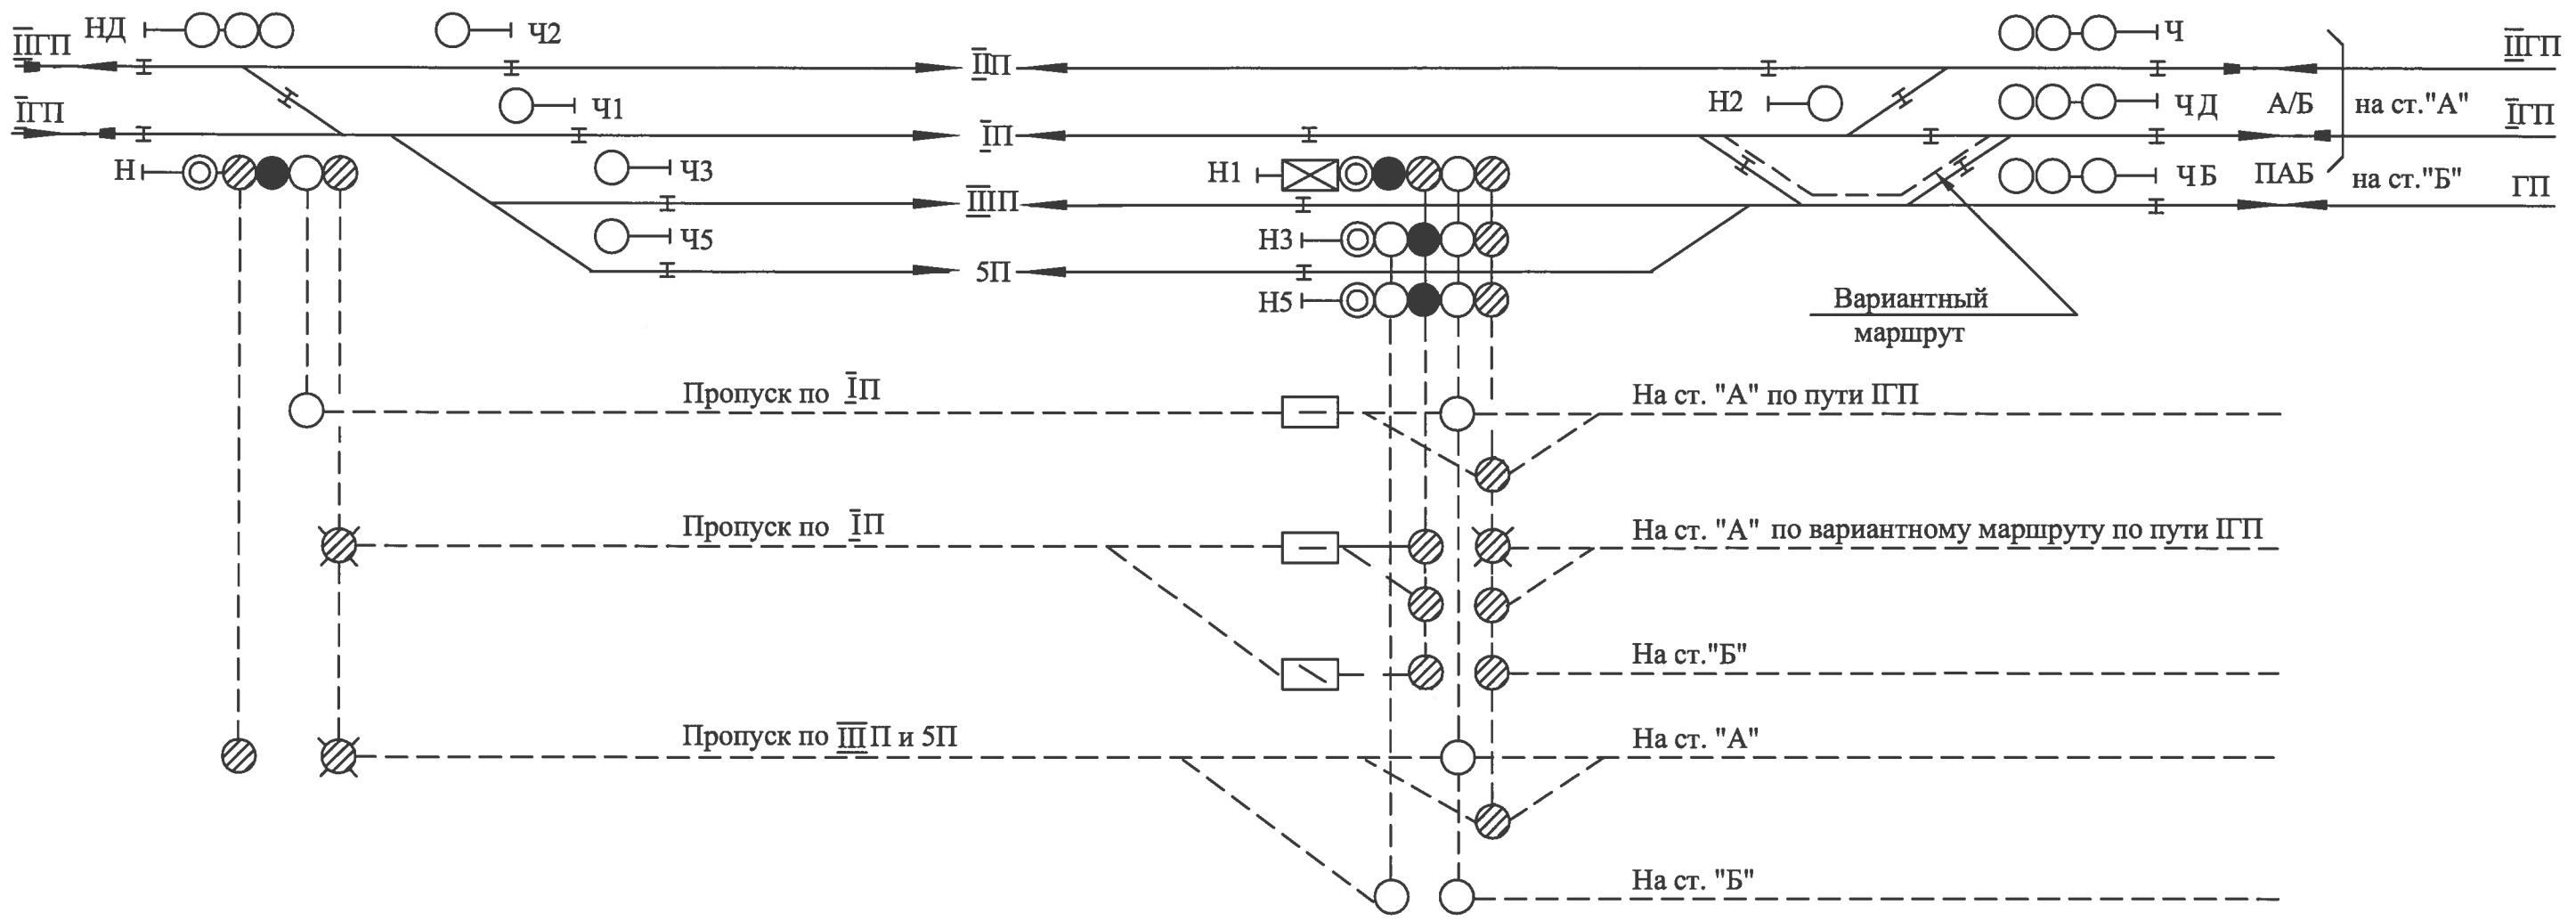 НД Ч2 Ч
IIГП IIП IIГП
Ч1 Н2 ЧД А/Б на ст."А"
IГП IП IГП
Н Ч3 Н1 ЧБ ПАБ на ст."Б" ГП
IIIП
Ч5 Н3
5П
Н5 Вариантный
маршрут
Пропуск по IП На ст. "А" по пути IГП
Пропуск по IП На ст. "А" по вариантному маршруту по пути IГП
На ст."Б"
Пропуск по IIIП и 5П На ст. "А"
На ст. "Б"